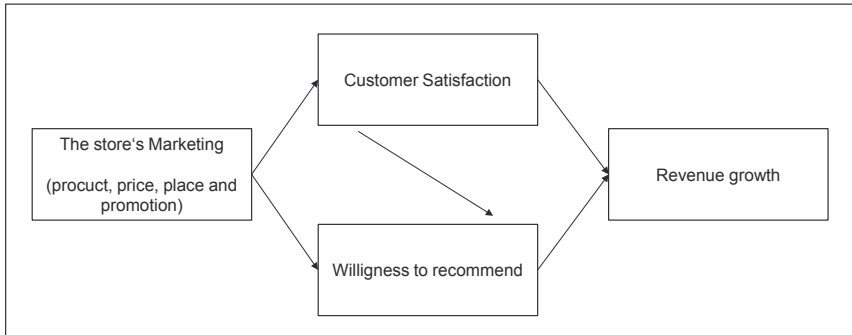 Customer Satisfaction
The store‘s Marketing
(procuct, price, place and
promotion)
Revenue growth
Willigness to recommend